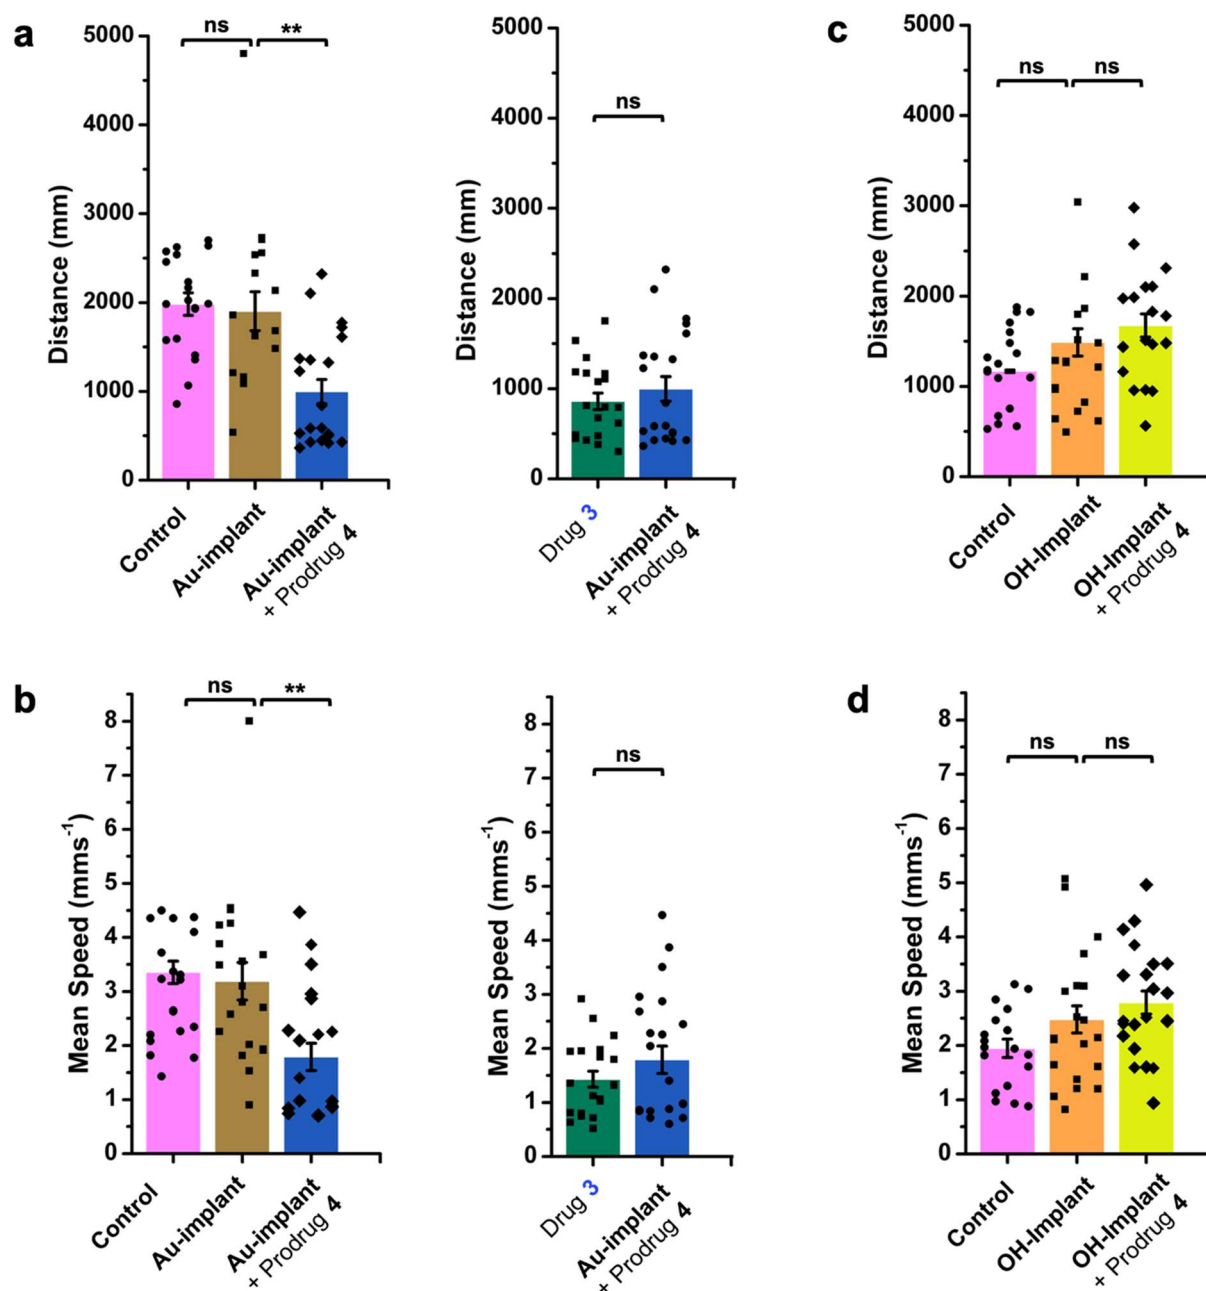 a
ns
**
5000
4000
3000
2000
1000
0
Distance (mm)
Control
Au-implant
Au-implant
+ Prodrug 4
ns
5000
4000
3000
2000
1000
0
Distance (mm)
Drug 3
Au-implant
+ Prodrug 4
c
ns
ns
5000
4000
3000
2000
1000
0
Distance (mm)
Control
OH-Implant
OH-Implant
+ Prodrug 4
b
ns
**
8
7
6
5
4
3
2
1
0
Mean Speed (mms⁻¹)
Control
Au-implant
Au-implant
+ Prodrug 4
ns
8
7
6
5
4
3
2
1
0
Mean Speed (mms⁻¹)
Drug 3
Au-implant
+ Prodrug 4
d
ns
ns
8
7
6
5
4
3
2
1
0
Mean Speed (mms⁻¹)
Control
OH-Implant
OH-Implant
+ Prodrug 4